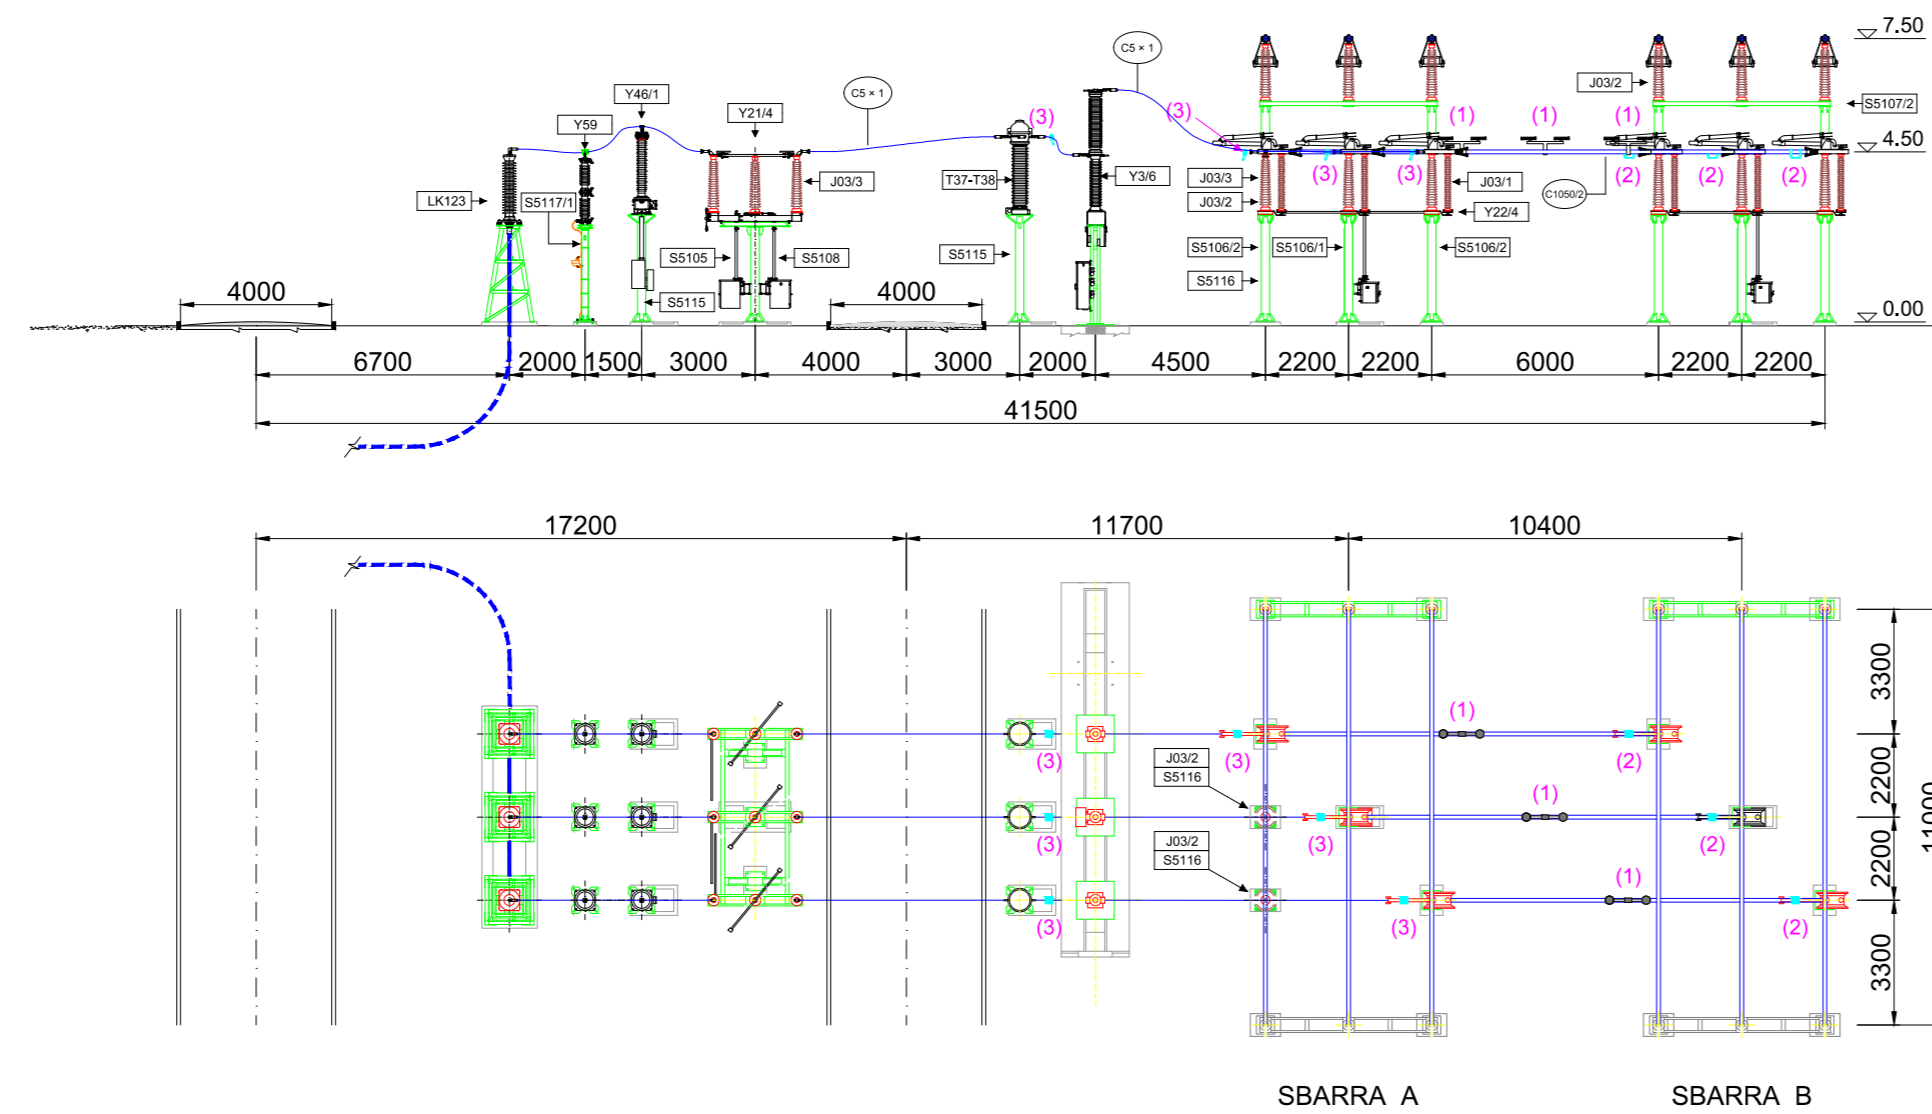 7.50
C5 × 1
Y46/1
Y21/4
C5 × 1
J03/2
S5107/2
Y59
(3)
(3)
(1)
(1)
(1)
4.50
LK123
S5117/1
J03/3
T37-T38
Y3/6
J03/3
J03/2
(3)
(3)
J03/1
C1050/2
(2)
(2)
(2)
Y22/4
S5105
S5108
S5115
S5106/2
S5106/1
S5106/2
S5116
4000
S5115
4000
0.00
6700
2000
1500
3000
4000
3000
2000
4500
2200
2200
6000
2200
2200
41500
17200
11700
10400
3300
(1)
(3)
(3)
(2)
J03/2
S5116
2200
(1)
11000
(3)
(3)
(2)
J03/2
S5116
2200
(1)
(3)
(3)
(2)
3300
SBARRA A
SBARRA B